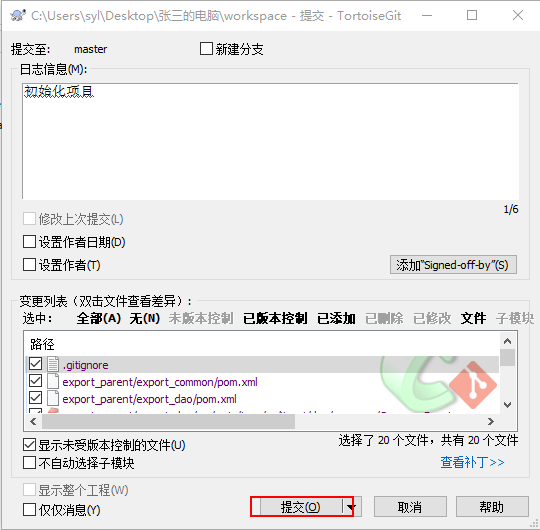 C:\Users\syl\Desktop\张三的电脑\workspace - 提交 - TortoiseGit
提交至: master 新建分支
日志信息(M):
初始化项目
1/6
修改上次提交(L)
设置作者日期(D)
设置作者(T) 添加"Signed-off-by"(S)
变更列表（双击文件查看差异）:
选中: 全部(A) 无(N) 未版本控制 已版本控制 已添加 已删除 已修改 文件 子模块
路径
.gitignore
export_parent/export_common/pom.xml
export_parent/export_dao/pom.xml
显示未受版本控制的文件(U) 选择了 20 个文件，共有 20 个文件
不自动选择子模块 查看补丁>>
显示整个工程(W)
仅仅消息(Y) 提交(O) 取消 帮助